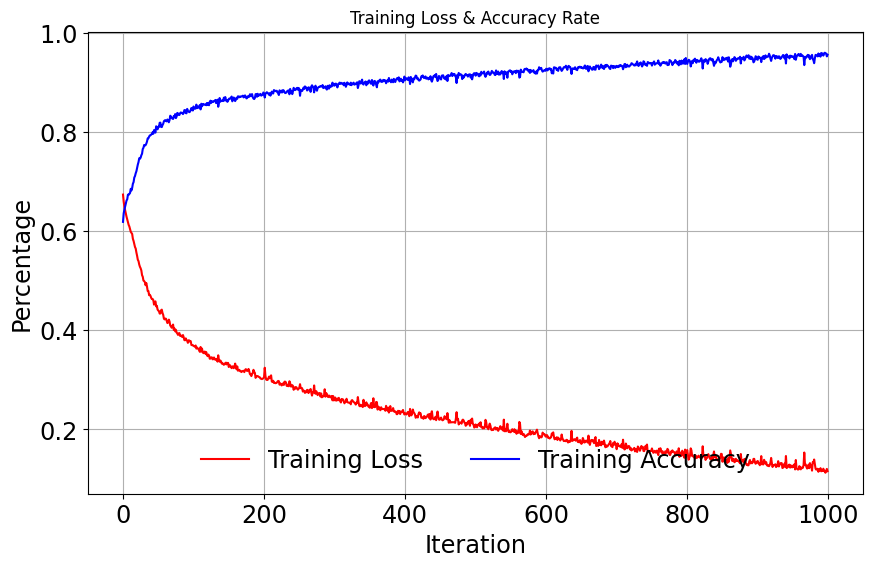 Training Loss & Accuracy Rate
1.0
0.8
0.6
0.4
0.2
Percentage
Training Loss Training Accuracy
0 200 400 600 800 1000
Iteration